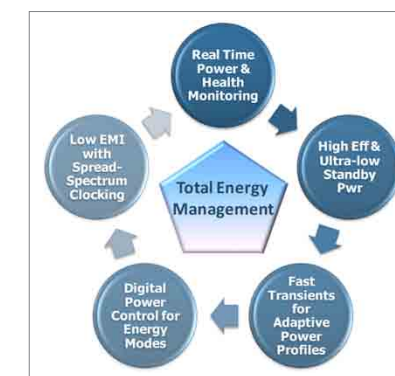 Real Time
Power &
Health
Monitoring
High Eff &
Ultra-low
Standby
Pwr
Fast
Transients
for
Adaptive
Power
Profiles
Digital
Power
Control for
Energy
Modes
Low EMI
with
Spread-
Spectrum
Clocking
Total Energy
Management